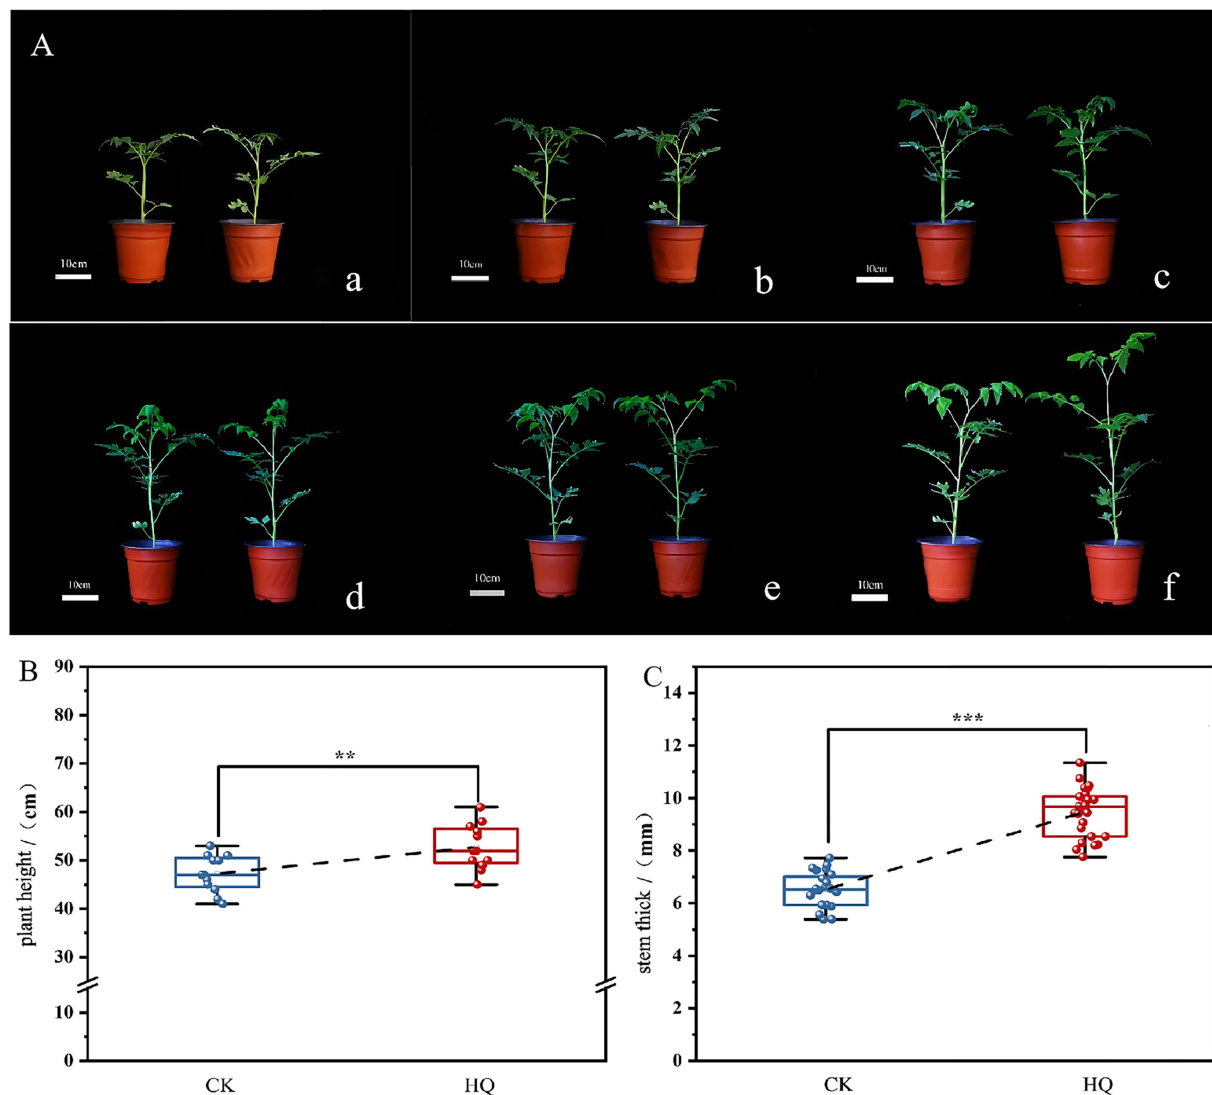 A
10cm
a
10cm
b
10cm
c
10cm
d
10cm
e
10cm
f
B
90
80
70
60
50
40
30
10
0
plant height /（cm）
**
CK
HQ
C
14
12
10
8
6
4
2
0
stem thick /（mm）
***
CK
HQ